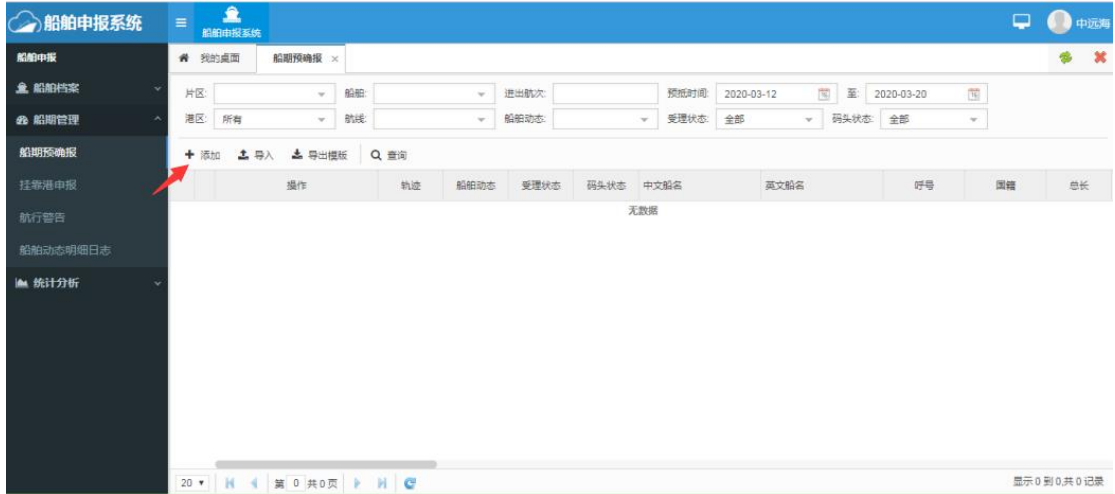 船舶申报系统
船舶申报系统
中远海
船舶申报
我的桌面 船期预确报 ×
船舶档案
片区: 船舶: 进出航次: 预抵时间: 2020-03-12 至: 2020-03-20
船期管理
港区: 所有 航线: 船舶动态: 受理状态: 全部 码头状态: 全部
船期预确报
添加 导入 导出模版 查询
挂靠港申报
操作 轨迹 船舶动态 受理状态 码头状态 中文船名 英文船名 呼号 国籍 总长
无数据
航行警告
船舶动态明细日志
统计分析
20 第 0 共0页 显示0到0,共0记录